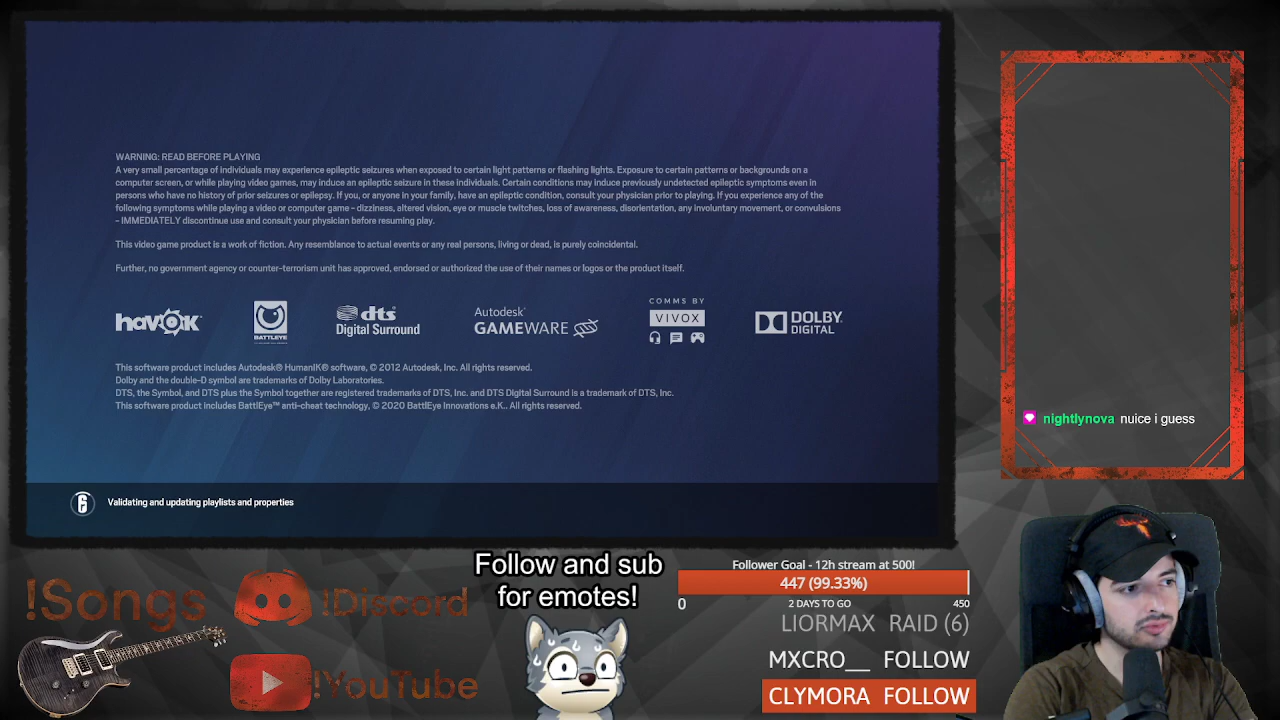 WARNING: READ BEFORE PLAYING
A very small percentage of individuals may experience epileptic seizures when exposed to certain light patterns or flashing lights. Exposure to certain patterns or backgrounds on a
computer screen, or while playing video games, may induce an epileptic seizure in these individuals. Certain conditions may induce previously undetected epileptic symptoms even in
persons who have no history of prior seizures or epilepsy. If you, or anyone in your family, have an epileptic condition, consult your physician prior to playing. If you experience any of the
following symptoms while playing a video or computer game - dizziness, altered vision, eye or muscle twitches, loss of awareness, disorientation, any involuntary movement, or convulsions
- IMMEDIATELY discontinue use and consult your physician before resuming play.
This video game product is a work of fiction. Any resemblance to actual events or any real persons, living or dead, is purely coincidental.
Further, no government agency or counter-terrorism unit has approved, endorsed or authorized the use of their names or logos or the product itself.
havok
BATTLEYE
dts
Digital Surround
Autodesk®
GAMEWARE
COMMS BY
VIVOX
DOLBY
DIGITAL
This software product includes Autodesk® HumanIK® software, © 2012 Autodesk, Inc. All rights reserved.
Dolby and the double-D symbol are trademarks of Dolby Laboratories.
DTS, the Symbol, and DTS plus the Symbol together are registered trademarks of DTS, Inc. and DTS Digital Surround is a trademark of DTS, Inc.
This software product includes BattlEye™ anti-cheat technology, © 2020 BattlEye Innovations e.K.. All rights reserved.
Validating and updating playlists and properties
nightlynova nuice i guess
!Songs
!Discord
!YouTube
Follow and sub
for emotes!
Follower Goal - 12h stream at 500!
447 (99.33%)
0 2 DAYS TO GO 450
LIORMAX RAID (6)
MXCRO__ FOLLOW
CLYMORA FOLLOW